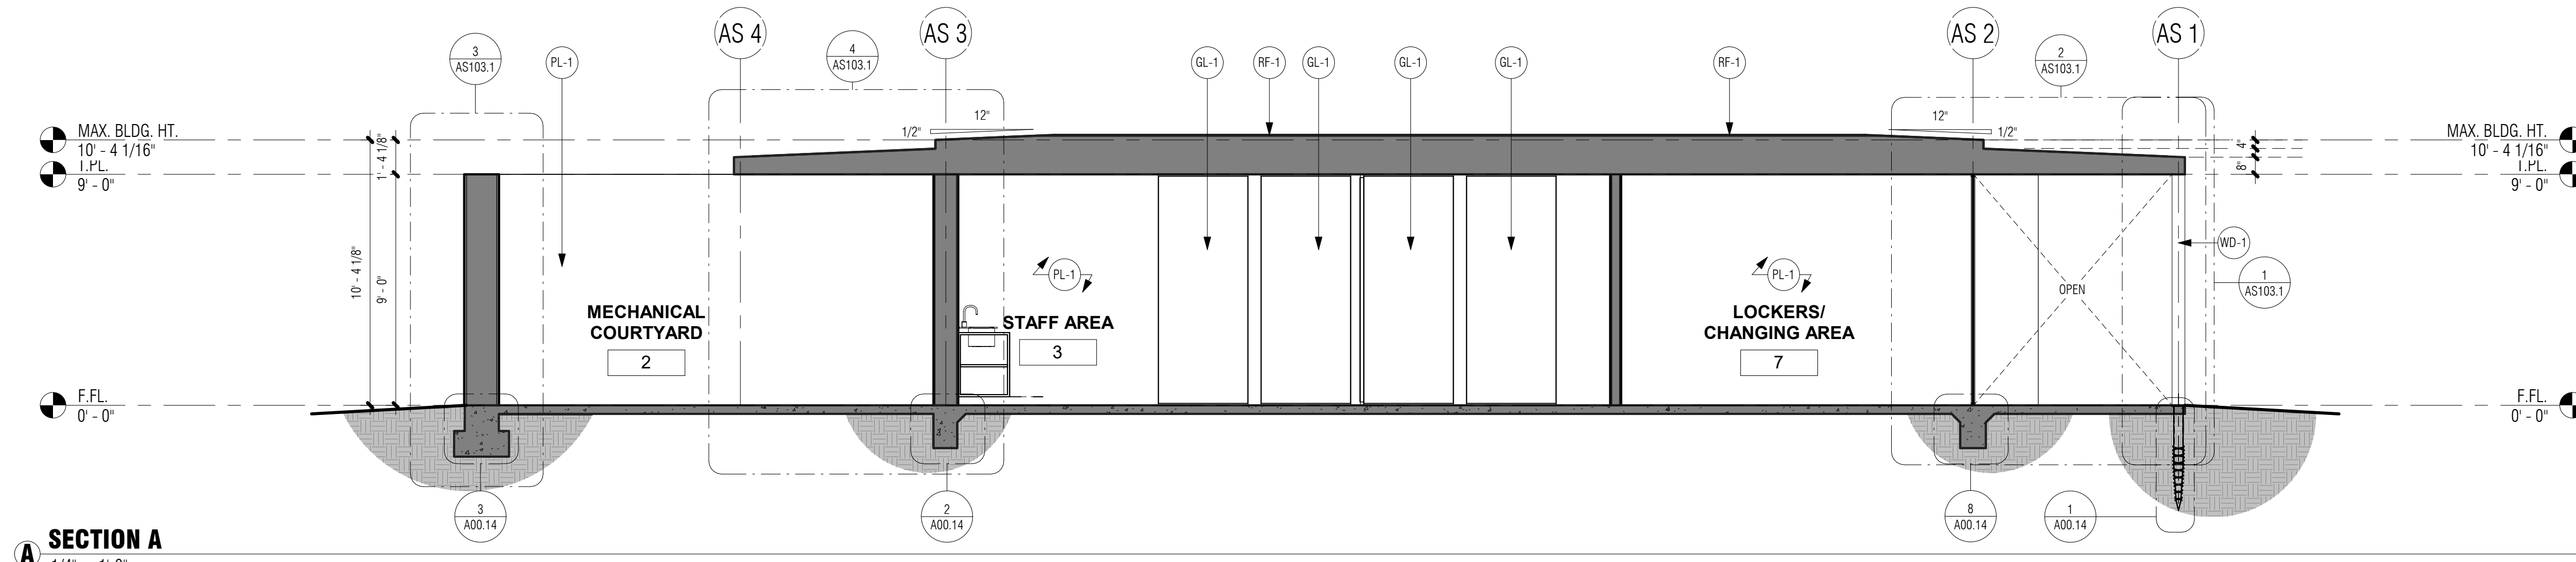 AS 4
AS 3
AS 2
AS 1
3
AS103.1
PL-1
4
AS103.1
GL-1
RF-1
GL-1
GL-1
GL-1
RF-1
2
AS103.1
12"
1/2"
12"
1/2"
MAX. BLDG. HT.
10' - 4 1/16"
T.PL.
9' - 0"
1' - 4 1/8"
10' - 4 1/8"
9' - 0"
4"
8"
MAX. BLDG. HT.
10' - 4 1/16"
T.PL.
9' - 0"
WD-1
1
AS103.1
PL-1
PL-1
OPEN
MECHANICAL
COURTYARD
2
STAFF AREA
3
LOCKERS/
CHANGING AREA
7
F.FL.
0' - 0"
F.FL.
0' - 0"
3
A00.14
2
A00.14
8
A00.14
1
A00.14
A
SECTION A